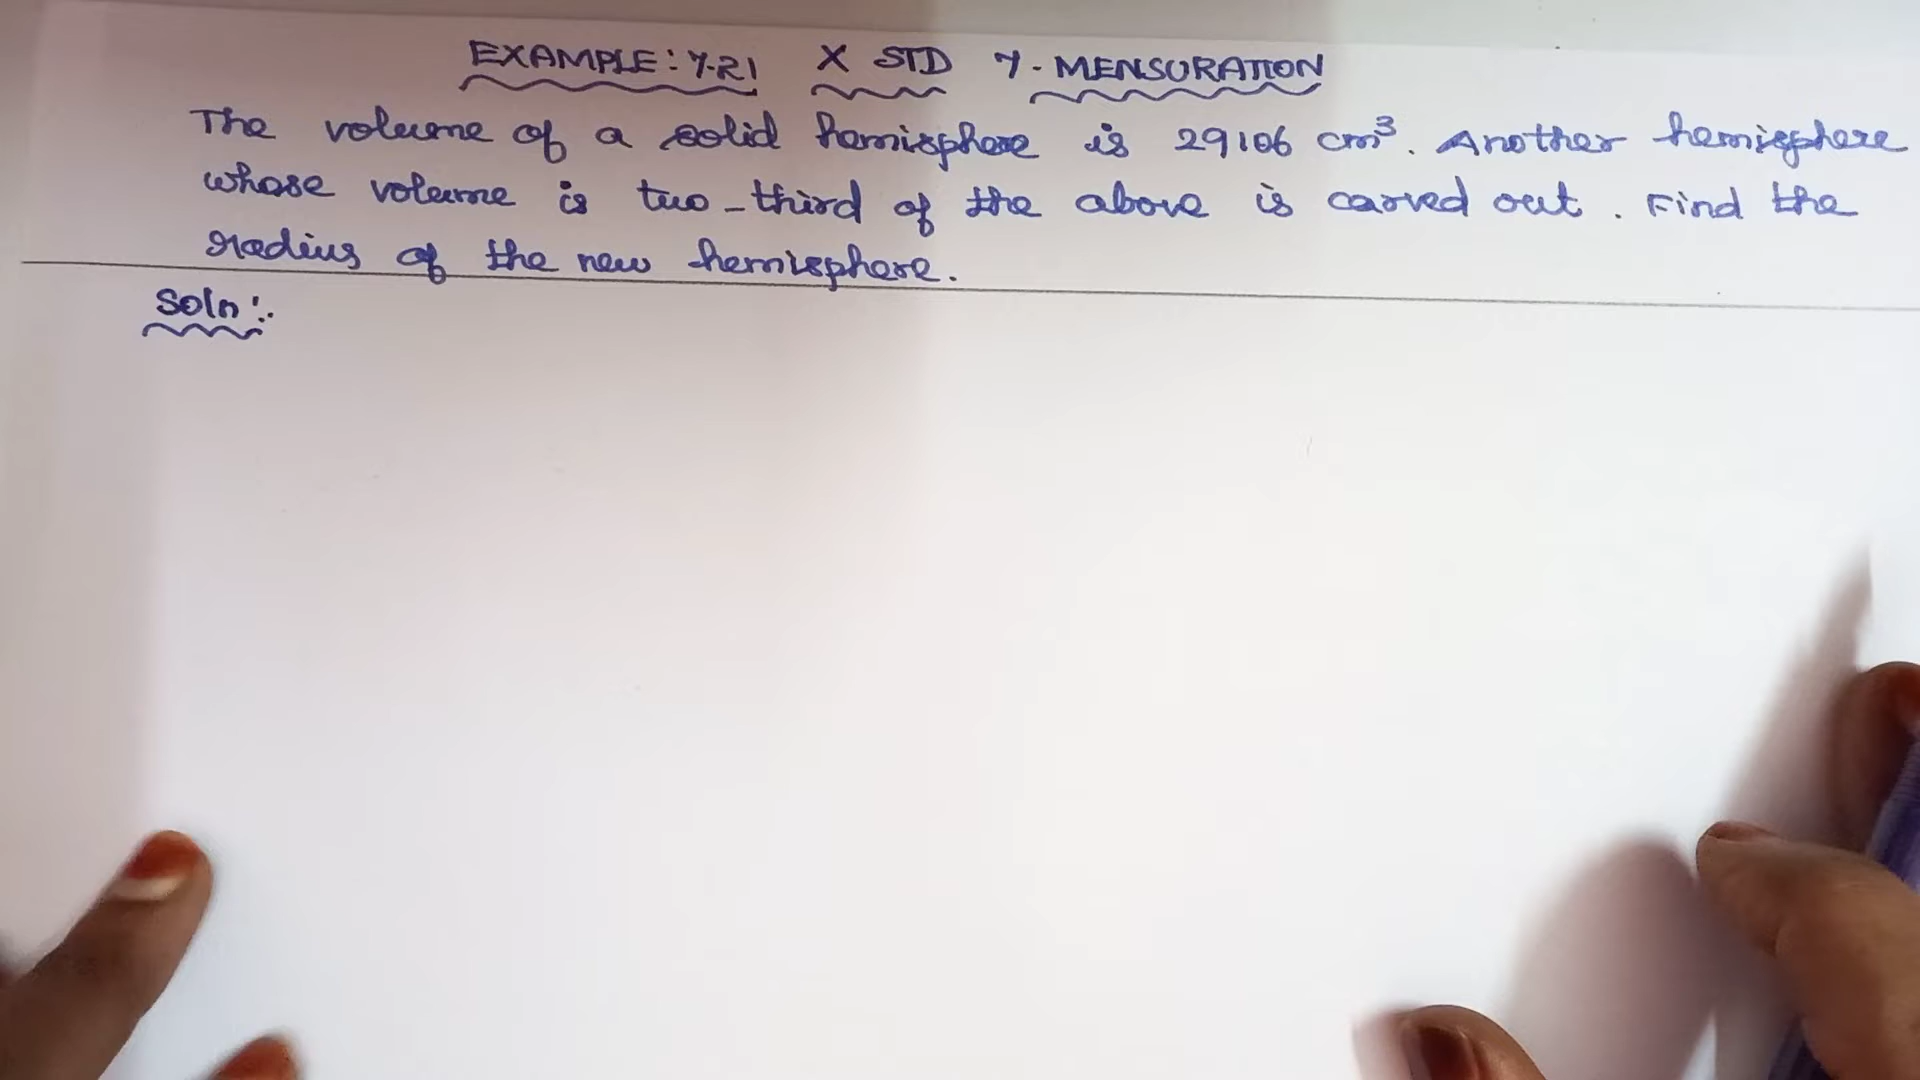 EXAMPLE: 7.21 X STD 7. MENSURATION
The volume of a solid hemisphere is 29106 cm³. Another hemisphere
whose volume is two-third of the above is carved out. Find the
radius of the new hemisphere.
Soln: